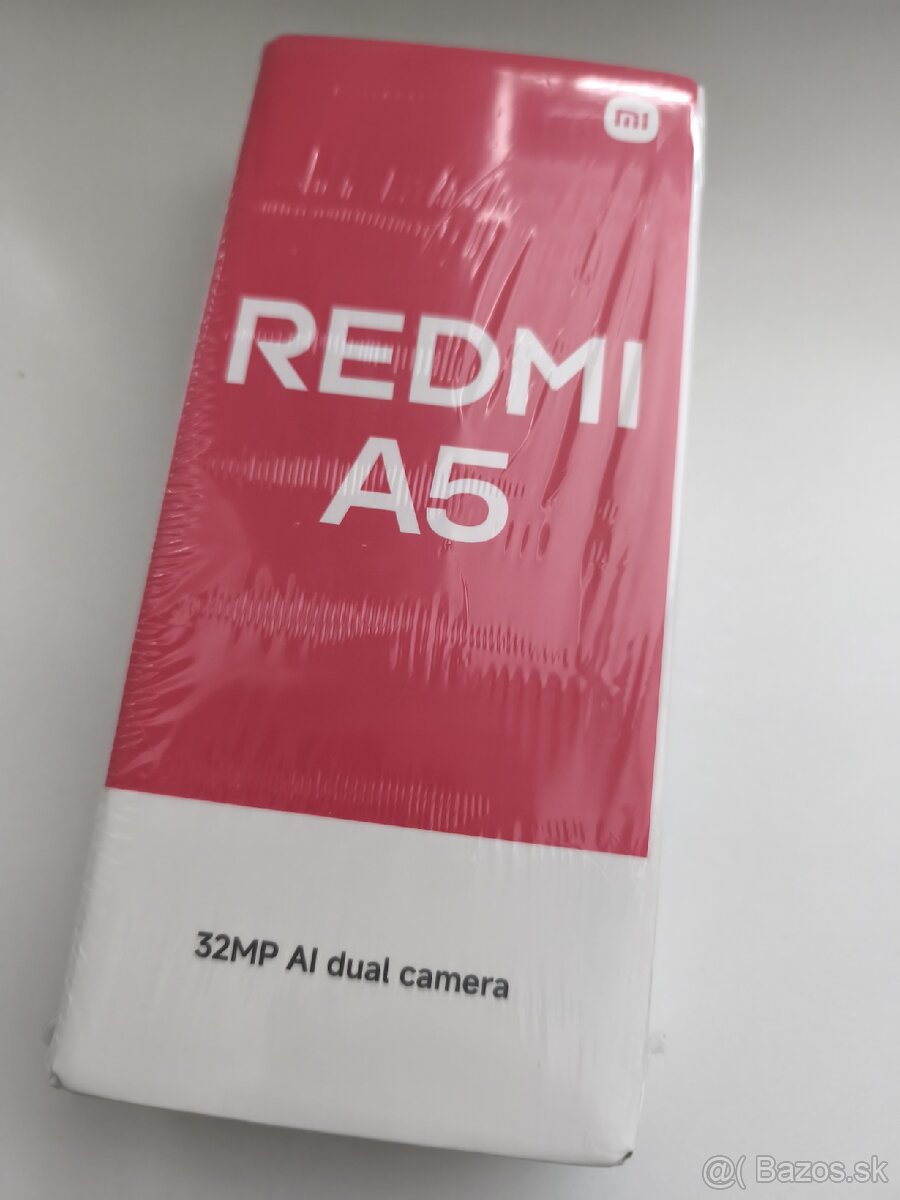 mi
REDMI
A5
32MP AI dual camera
@( Bazos.sk